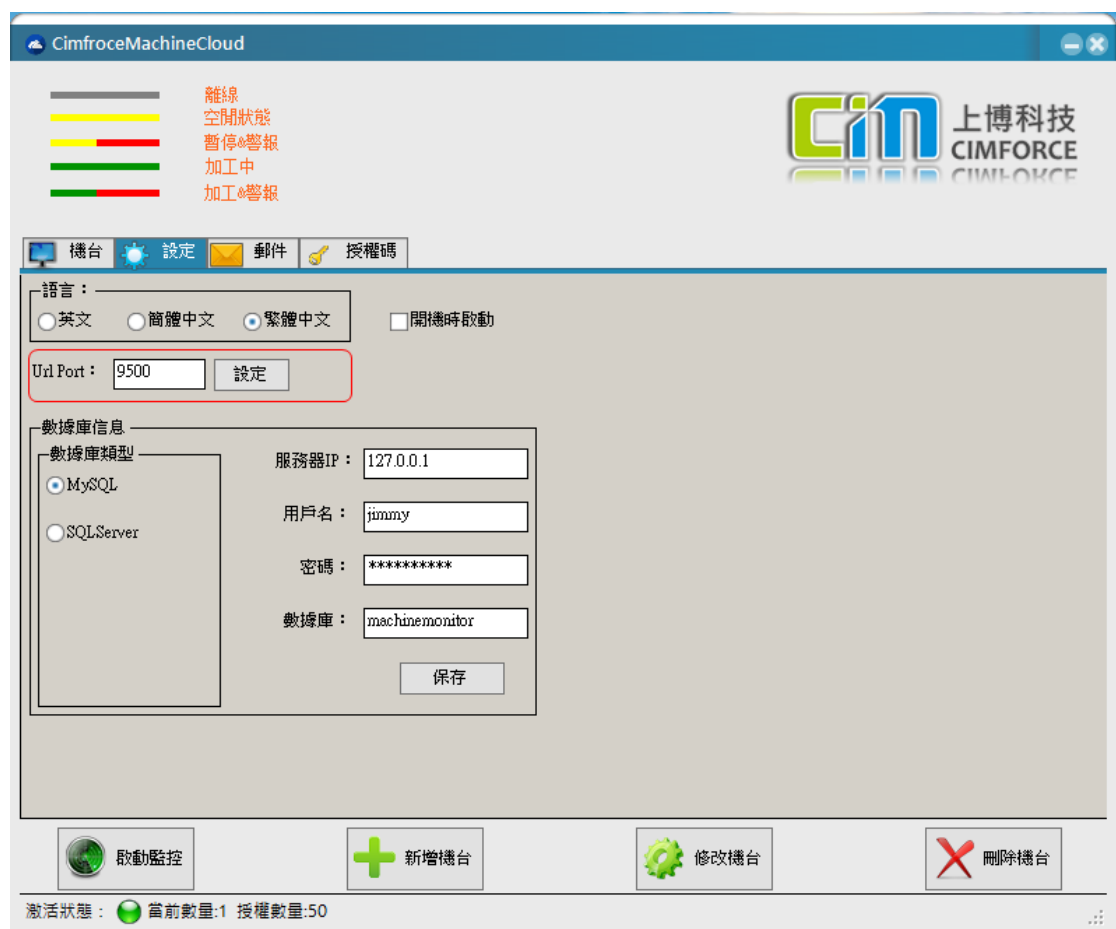 CimfroceMachineCloud
離線
空閒狀態
暫停&警報
加工中
加工&警報
CIM 上博科技
CIMFORCE
機台 設定 郵件 授權碼
語言：
英文 簡體中文 繁體中文 開機時啟動
Url Port： 9500 設定
數據庫信息
數據庫類型
服務器IP： 127.0.0.1
MySQL
用戶名： jimmy
SQLServer
密碼： **********
數據庫： machinemonitor
保存
啟動監控 新增機台 修改機台 刪除機台
激活狀態： 當前數量:1 授權數量:50